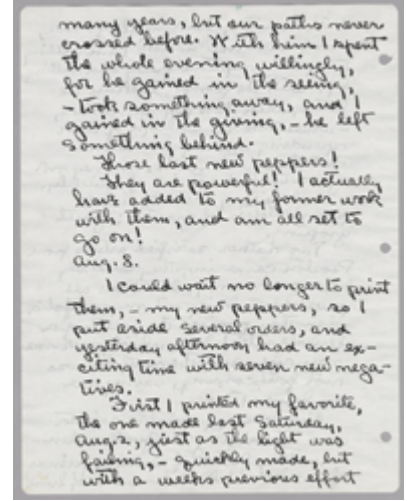 many years, but our paths never
crossed before. With him I spent
the whole evening willingly,
for he gained in the seeing,
- took something away, and I
gained in the giving, - he left
something behind.
Those last new peppers!
They are powerful! I actually
have added to my former work
with them, and am all set to
go on!
Aug. 8.
I could wait no longer to print
them, - my new peppers, so I
put aside several orders, and
yesterday afternoon had an ex-
citing time with seven new nega-
tives.
First I printed my favorite,
the one made last Saturday,
Aug. 2, just as the light was
failing, - quickly made, but
with a weeks previous effort